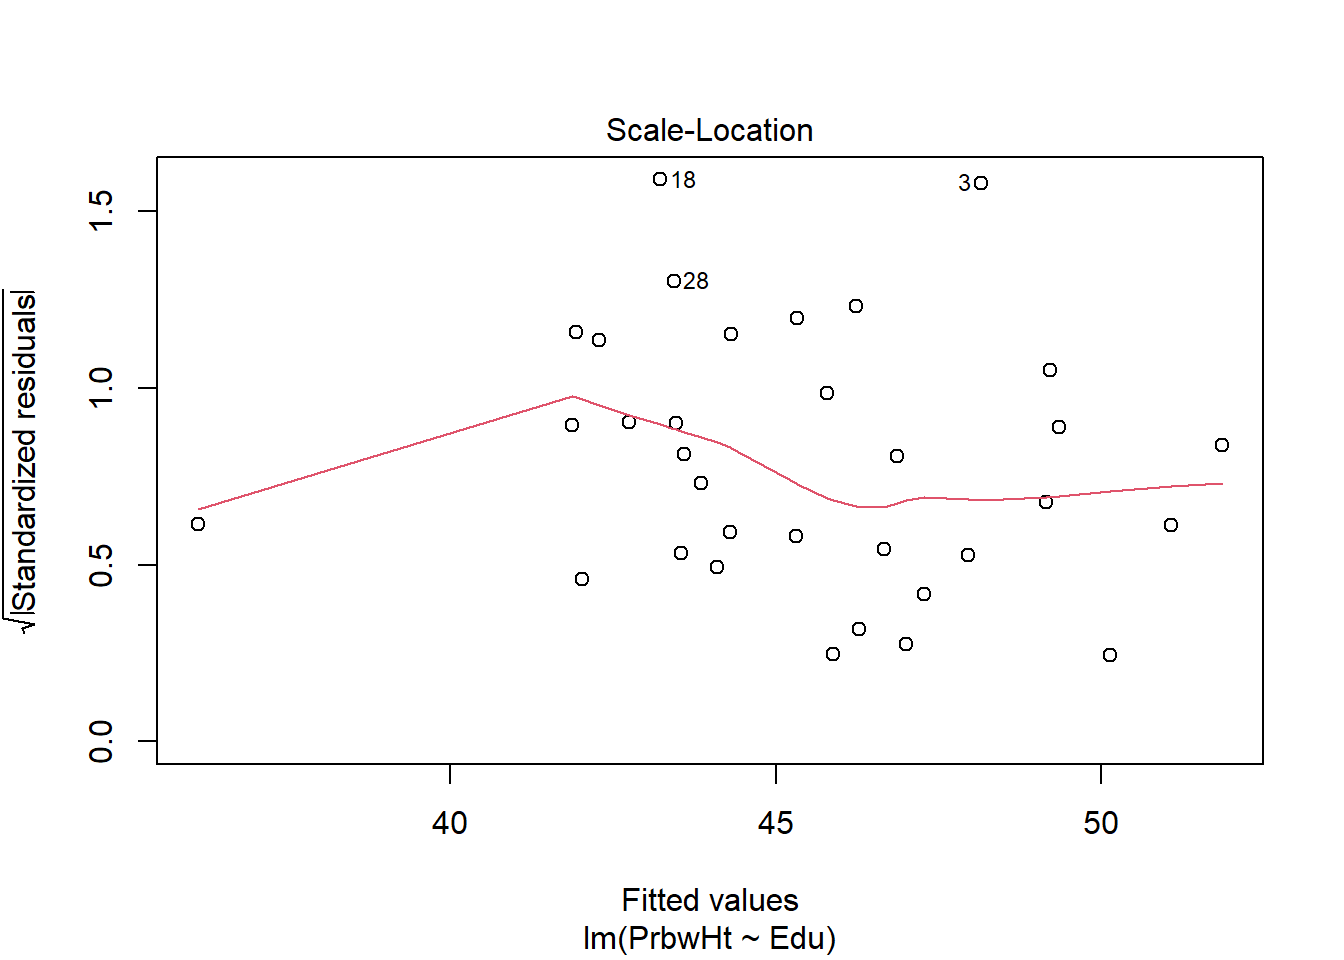 Scale-Location
√|Standardized residuals|
1.5
1.0
0.5
0.0
18
3
28
40 45 50
Fitted values
lm(PrbwHt ~ Edu)